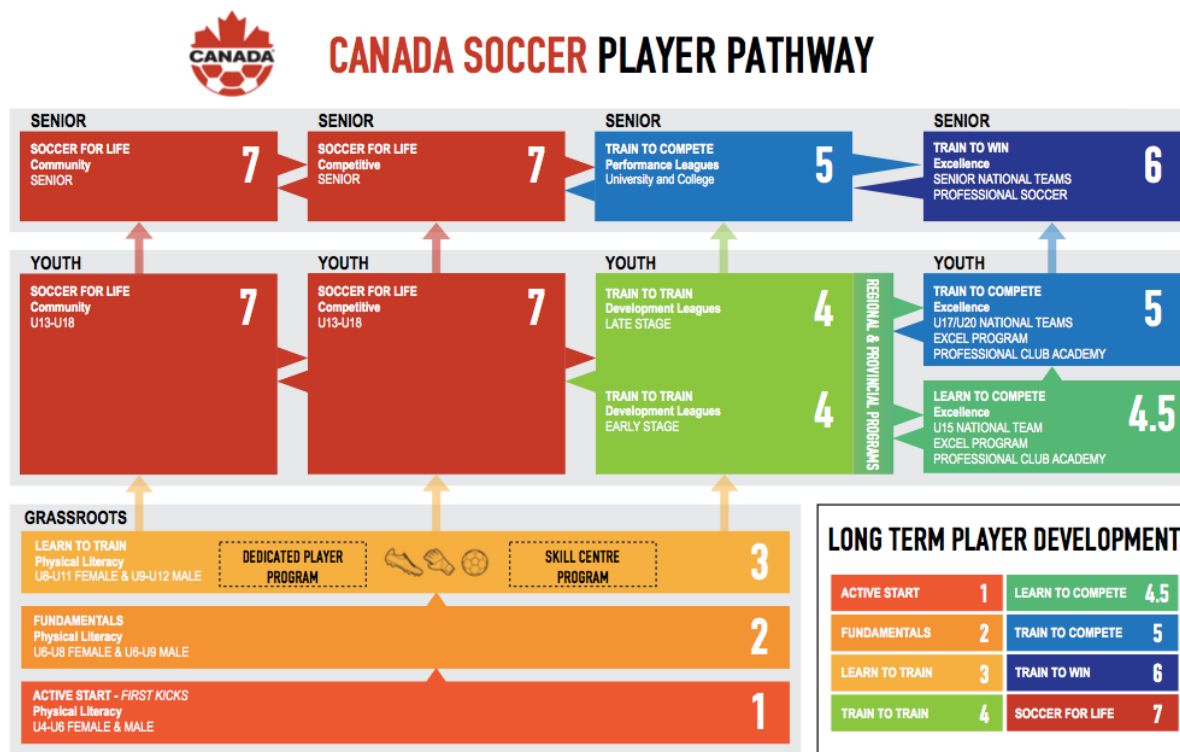 CANADA
CANADA SOCCER PLAYER PATHWAY
SENIOR
SOCCER FOR LIFE
Community
SENIOR
7
SENIOR
SOCCER FOR LIFE
Competitive
SENIOR
7
SENIOR
TRAIN TO COMPETE
Performance Leagues
University and College
5
SENIOR
TRAIN TO WIN
Excellence
SENIOR NATIONAL TEAMS
PROFESSIONAL SOCCER
6
YOUTH
SOCCER FOR LIFE
Community
U13-U18
7
YOUTH
SOCCER FOR LIFE
Competitive
U13-U18
7
YOUTH
TRAIN TO TRAIN
Development Leagues
LATE STAGE
4
TRAIN TO TRAIN
Development Leagues
EARLY STAGE
4
REGIONAL & PROVINCIAL PROGRAMS
YOUTH
TRAIN TO COMPETE
Excellence
U17/U20 NATIONAL TEAMS
EXCEL PROGRAM
PROFESSIONAL CLUB ACADEMY
5
LEARN TO COMPETE
Excellence
U15 NATIONAL TEAM
EXCEL PROGRAM
PROFESSIONAL CLUB ACADEMY
4.5
GRASSROOTS
LEARN TO TRAIN
Physical Literacy
U8-U11 FEMALE & U9-U12 MALE
DEDICATED PLAYER
PROGRAM
SKILL CENTRE
PROGRAM
3
FUNDAMENTALS
Physical Literacy
U6-U8 FEMALE & U6-U9 MALE
2
ACTIVE START - FIRST KICKS
Physical Literacy
U4-U6 FEMALE & MALE
1
LONG TERM PLAYER DEVELOPMENT
ACTIVE START 1
LEARN TO COMPETE 4.5
FUNDAMENTALS 2
TRAIN TO COMPETE 5
LEARN TO TRAIN 3
TRAIN TO WIN 6
TRAIN TO TRAIN 4
SOCCER FOR LIFE 7